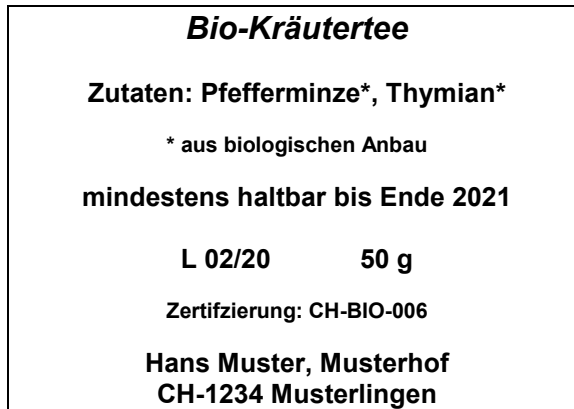 Bio-Kräutertee
Zutaten: Pfefferminze*, Thymian*
* aus biologischen Anbau
mindestens haltbar bis Ende 2021
L 02/20 50 g
Zertifzierung: CH-BIO-006
Hans Muster, Musterhof
CH-1234 Musterlingen